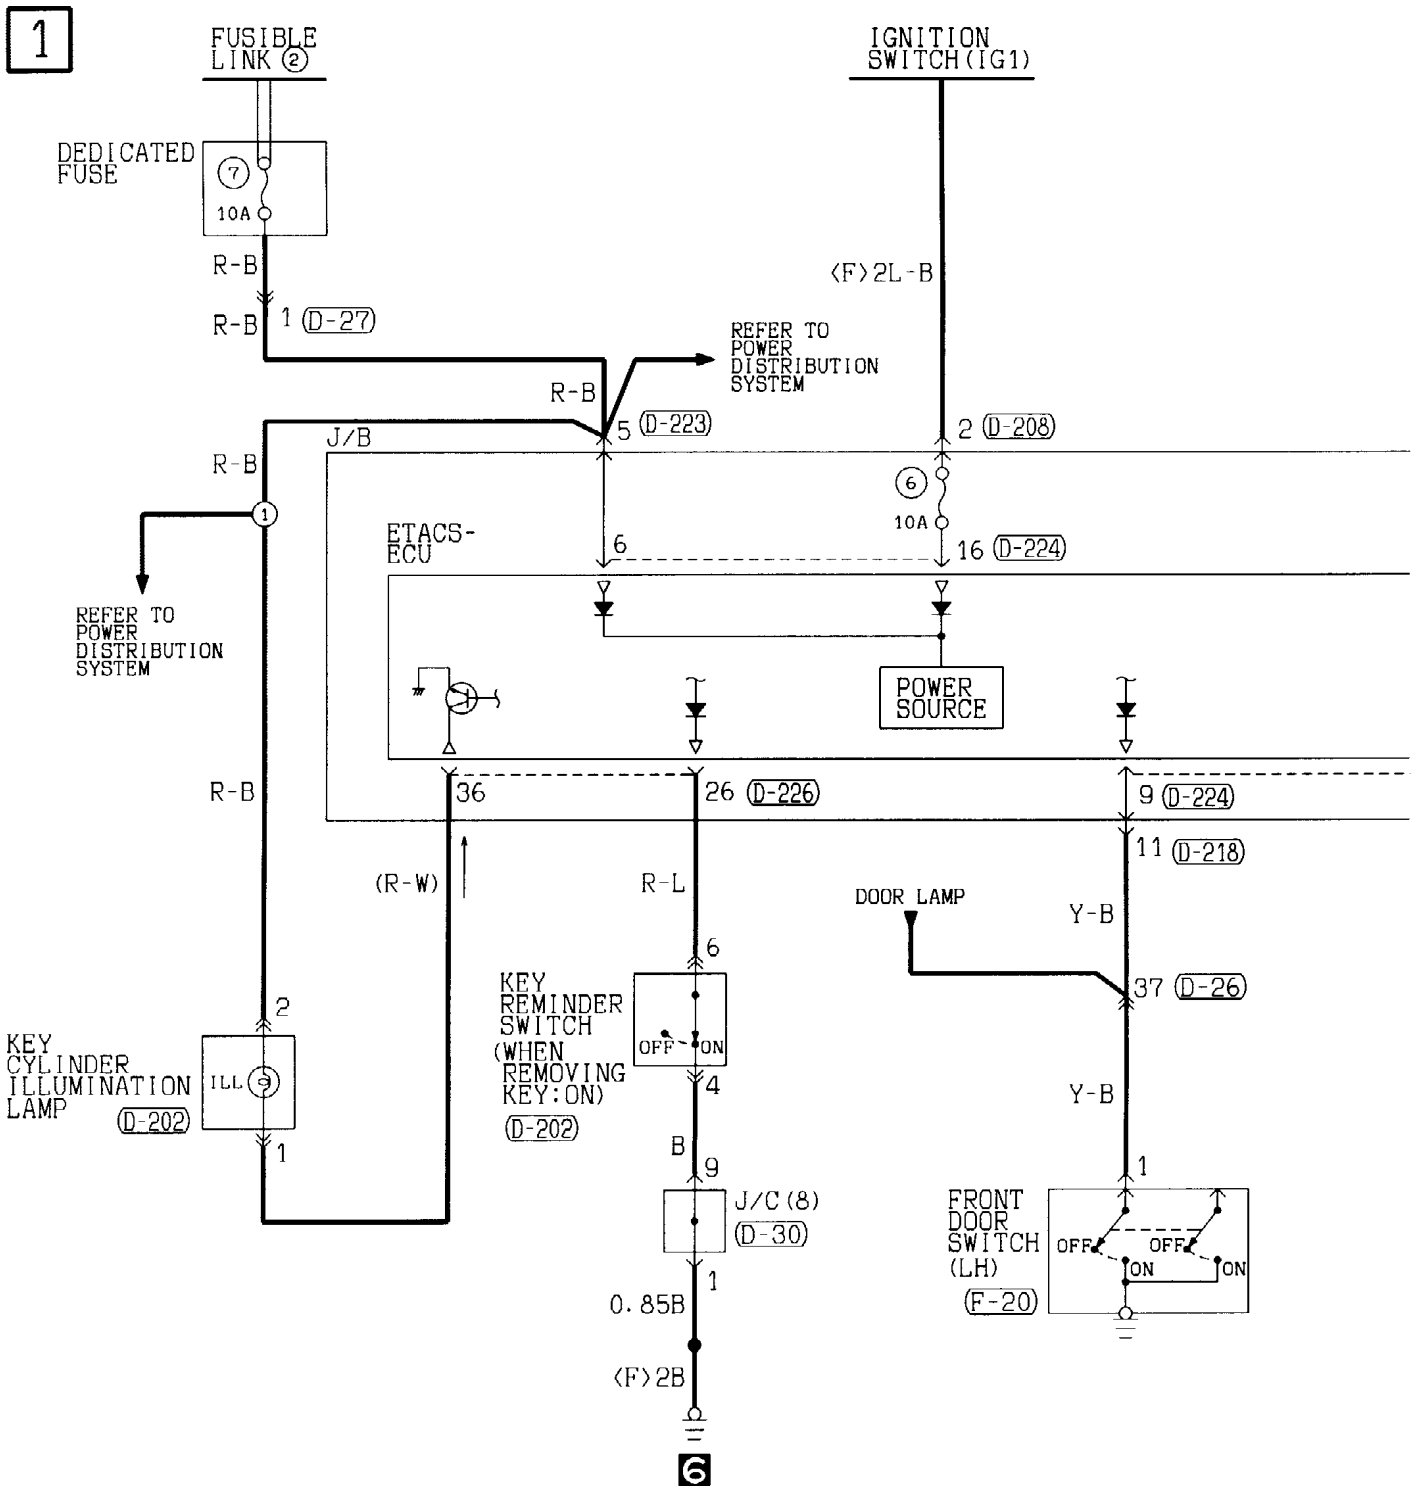 1
FUSIBLE
LINK ②
IGNITION
SWITCH(IG1)
DEDICATED
FUSE
7
10A
R-B
1 (D-27)
R-B
〈F〉2L-B
REFER TO
POWER
DISTRIBUTION
SYSTEM
R-B
5 (D-223)
2 (D-208)
J/B
R-B
6
10A
1
ETACS-
ECU
6
16 (D-224)
REFER TO
POWER
DISTRIBUTION
SYSTEM
POWER
SOURCE
R-B
36
26 (D-226)
9 (D-224)
11 (D-218)
(R-W)
R-L
DOOR LAMP
Y-B
6
KEY
REMINDER
SWITCH
(WHEN
REMOVING
KEY:ON)
(D-202)
OFF
ON
37 (D-26)
2
KEY
CYLINDER
ILLUMINATION
LAMP
(D-202)
ILL
4
Y-B
1
B
9
1
J/C(8)
(D-30)
FRONT
DOOR
SWITCH
(LH)
(F-20)
OFF
ON
OFF
ON
1
0.85B
〈F〉2B
6